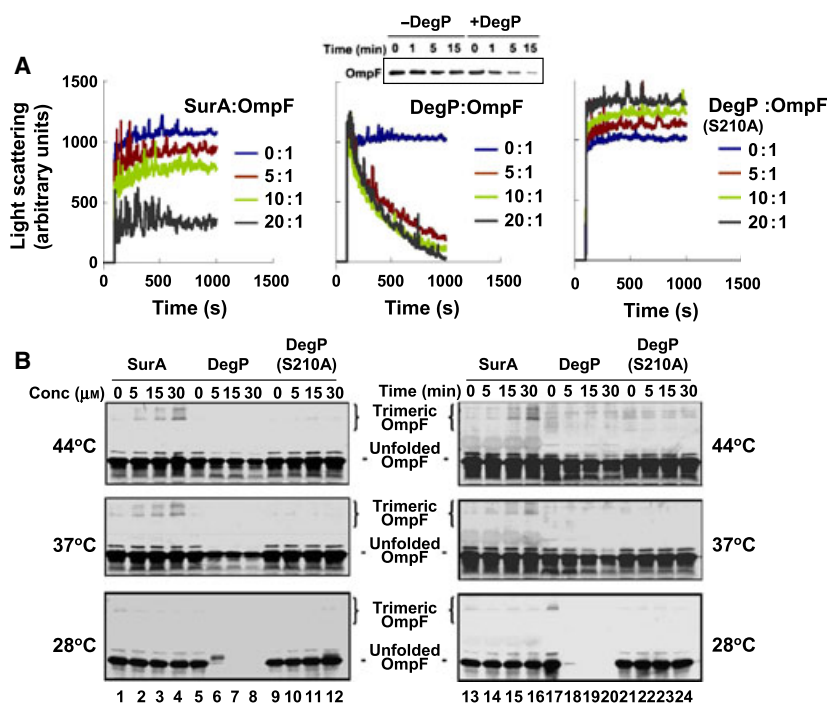 –DegP +DegP
Time (min) 0 1 5 15 0 1 5 15
OmpF
A
Light scattering
(arbitrary units)
1500
1000
500
0
SurA:OmpF
0:1
5:1
10:1
20:1
0 500 1000 1500
Time (s)
DegP:OmpF
0:1
5:1
10:1
20:1
0 500 1000 1500
Time (s)
DegP :OmpF
(S210A)
0:1
5:1
10:1
20:1
0 500 1000 1500
Time (s)
B
SurA DegP DegP
(S210A)
Conc (μM) 0 5 15 30 0 5 15 30 0 5 15 30
SurA DegP DegP
(S210A)
Time (min) 0 5 15 30 0 5 15 30 0 5 15 30
44°C
Trimeric
OmpF
- Unfolded -
OmpF
44°C
37°C
Trimeric
OmpF
- Unfolded -
OmpF
37°C
28°C
Trimeric
OmpF
- Unfolded -
OmpF
28°C
1 2 3 4 5 6 7 8 9 10 11 12
13 14 15 16 17 18 19 20 21 22 23 24